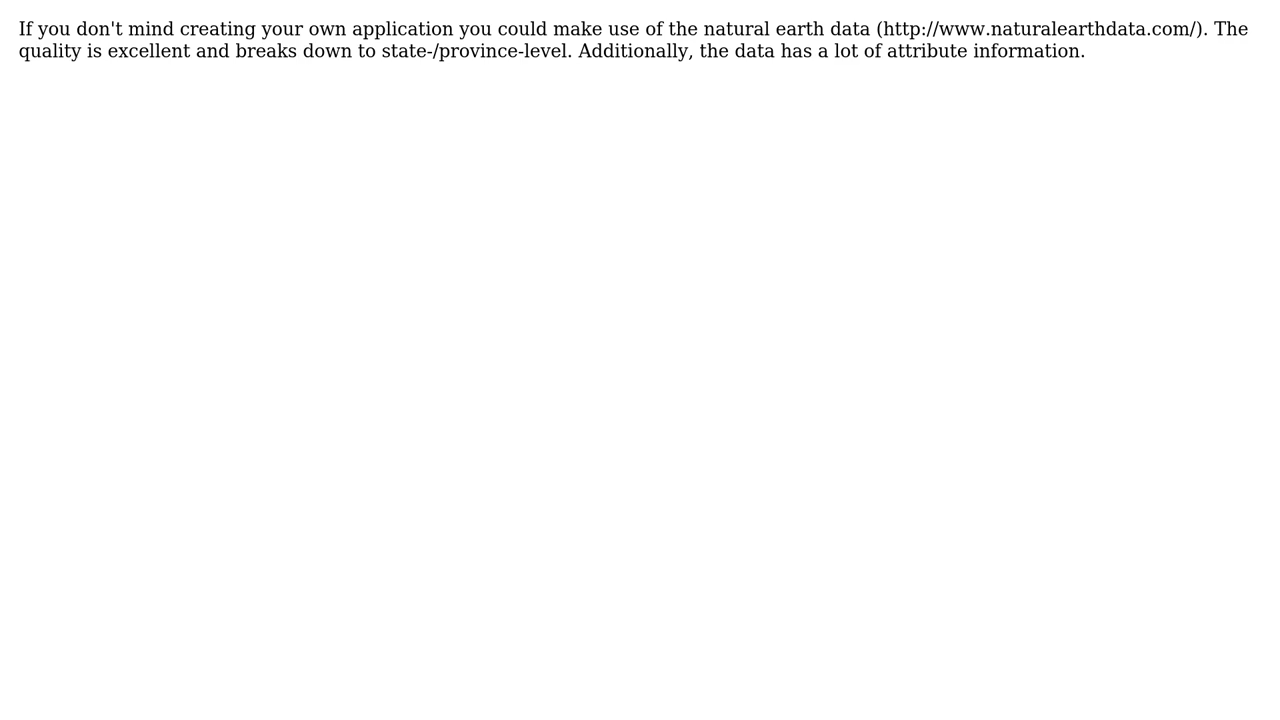 If you don't mind creating your own application you could make use of the natural earth data (http://www.naturalearthdata.com/). The
quality is excellent and breaks down to state-/province-level. Additionally, the data has a lot of attribute information.